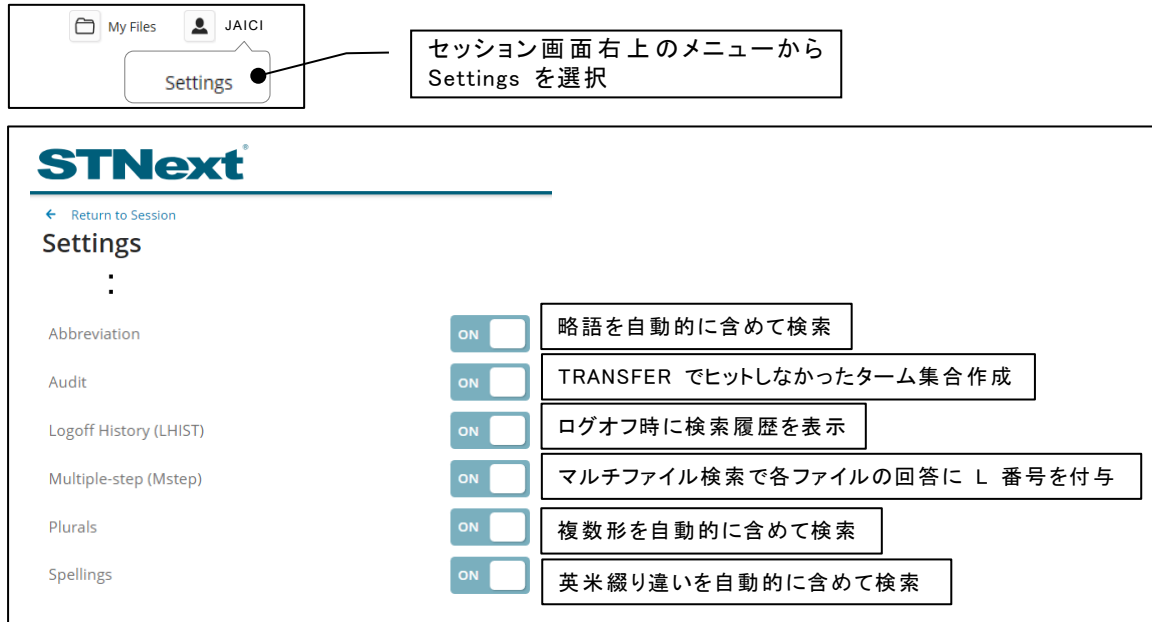 My Files JAICI
Settings
セッション画面右上のメニューから
Settings を選択
STNext®
← Return to Session
Settings
:
Abbreviation ON 略語を自動的に含めて検索
Audit ON TRANSFER でヒットしなかったターム集合作成
Logoff History (LHIST) ON ログオフ時に検索履歴を表示
Multiple-step (Mstep) ON マルチファイル検索で各ファイルの回答に L 番号を付与
Plurals ON 複数形を自動的に含めて検索
Spellings ON 英米綴り違いを自動的に含めて検索